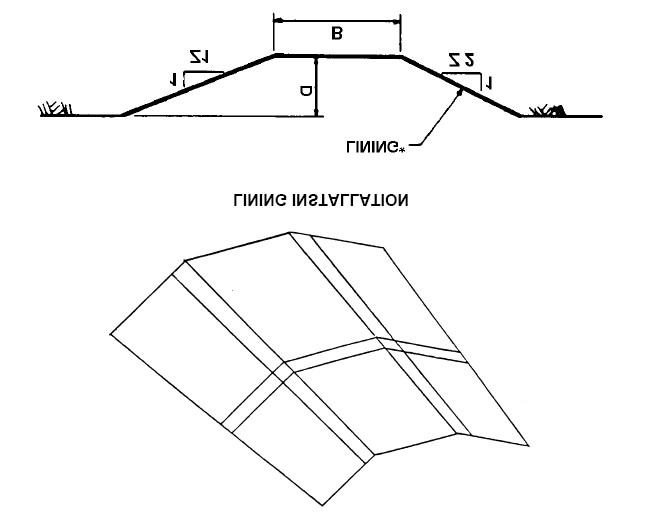 B
Z1
Z2
1
D
1
LINING*
LINING INSTALLATION